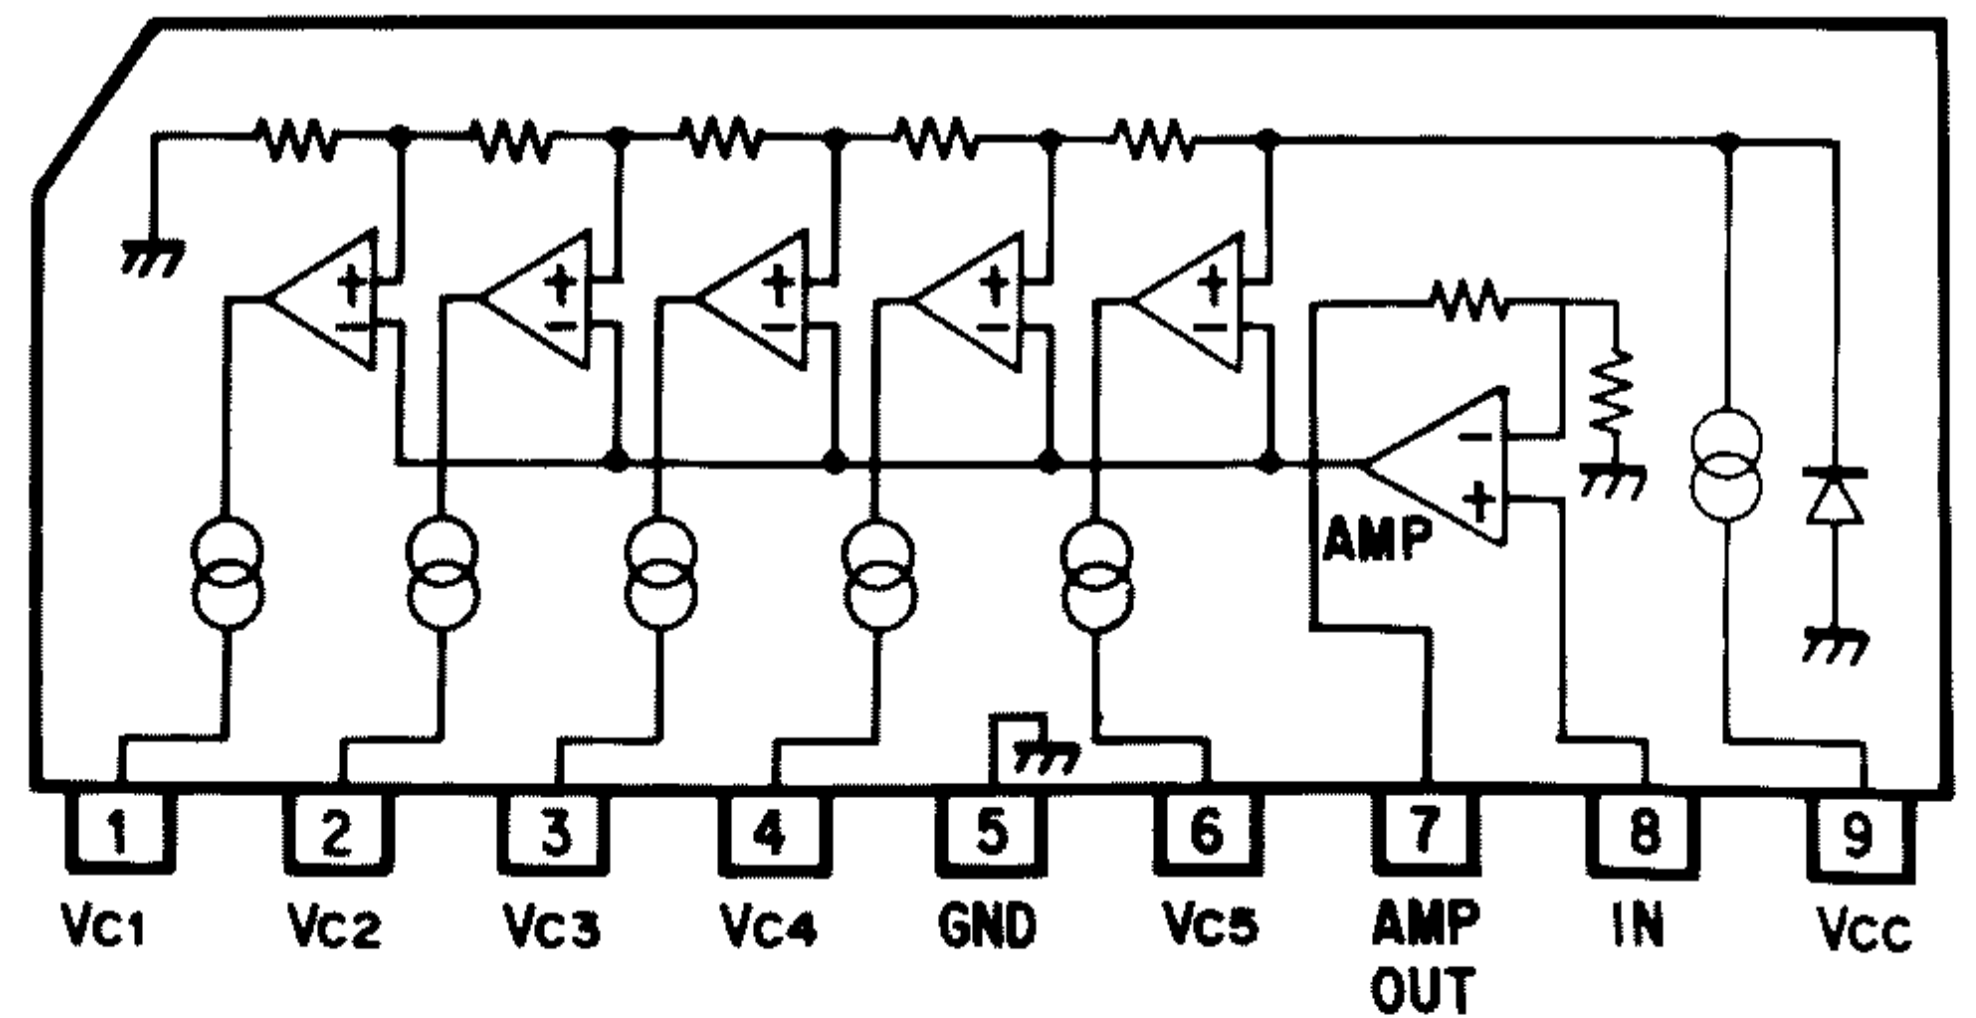 + + + + +
− − − − −
−
+
AMP
1 2 3 4 5 6 7 8 9
VC1 VC2 VC3 VC4 GND VC5 AMP IN VCC
OUT